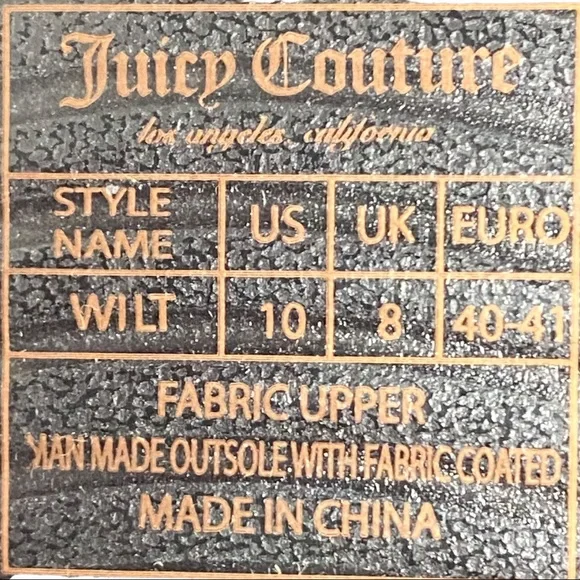 Juicy Couture
los angeles, california
STYLE NAME US UK EURO
WILT 10 8 40-41
FABRIC UPPER
MAN MADE OUTSOLE WITH FABRIC COATED
MADE IN CHINA